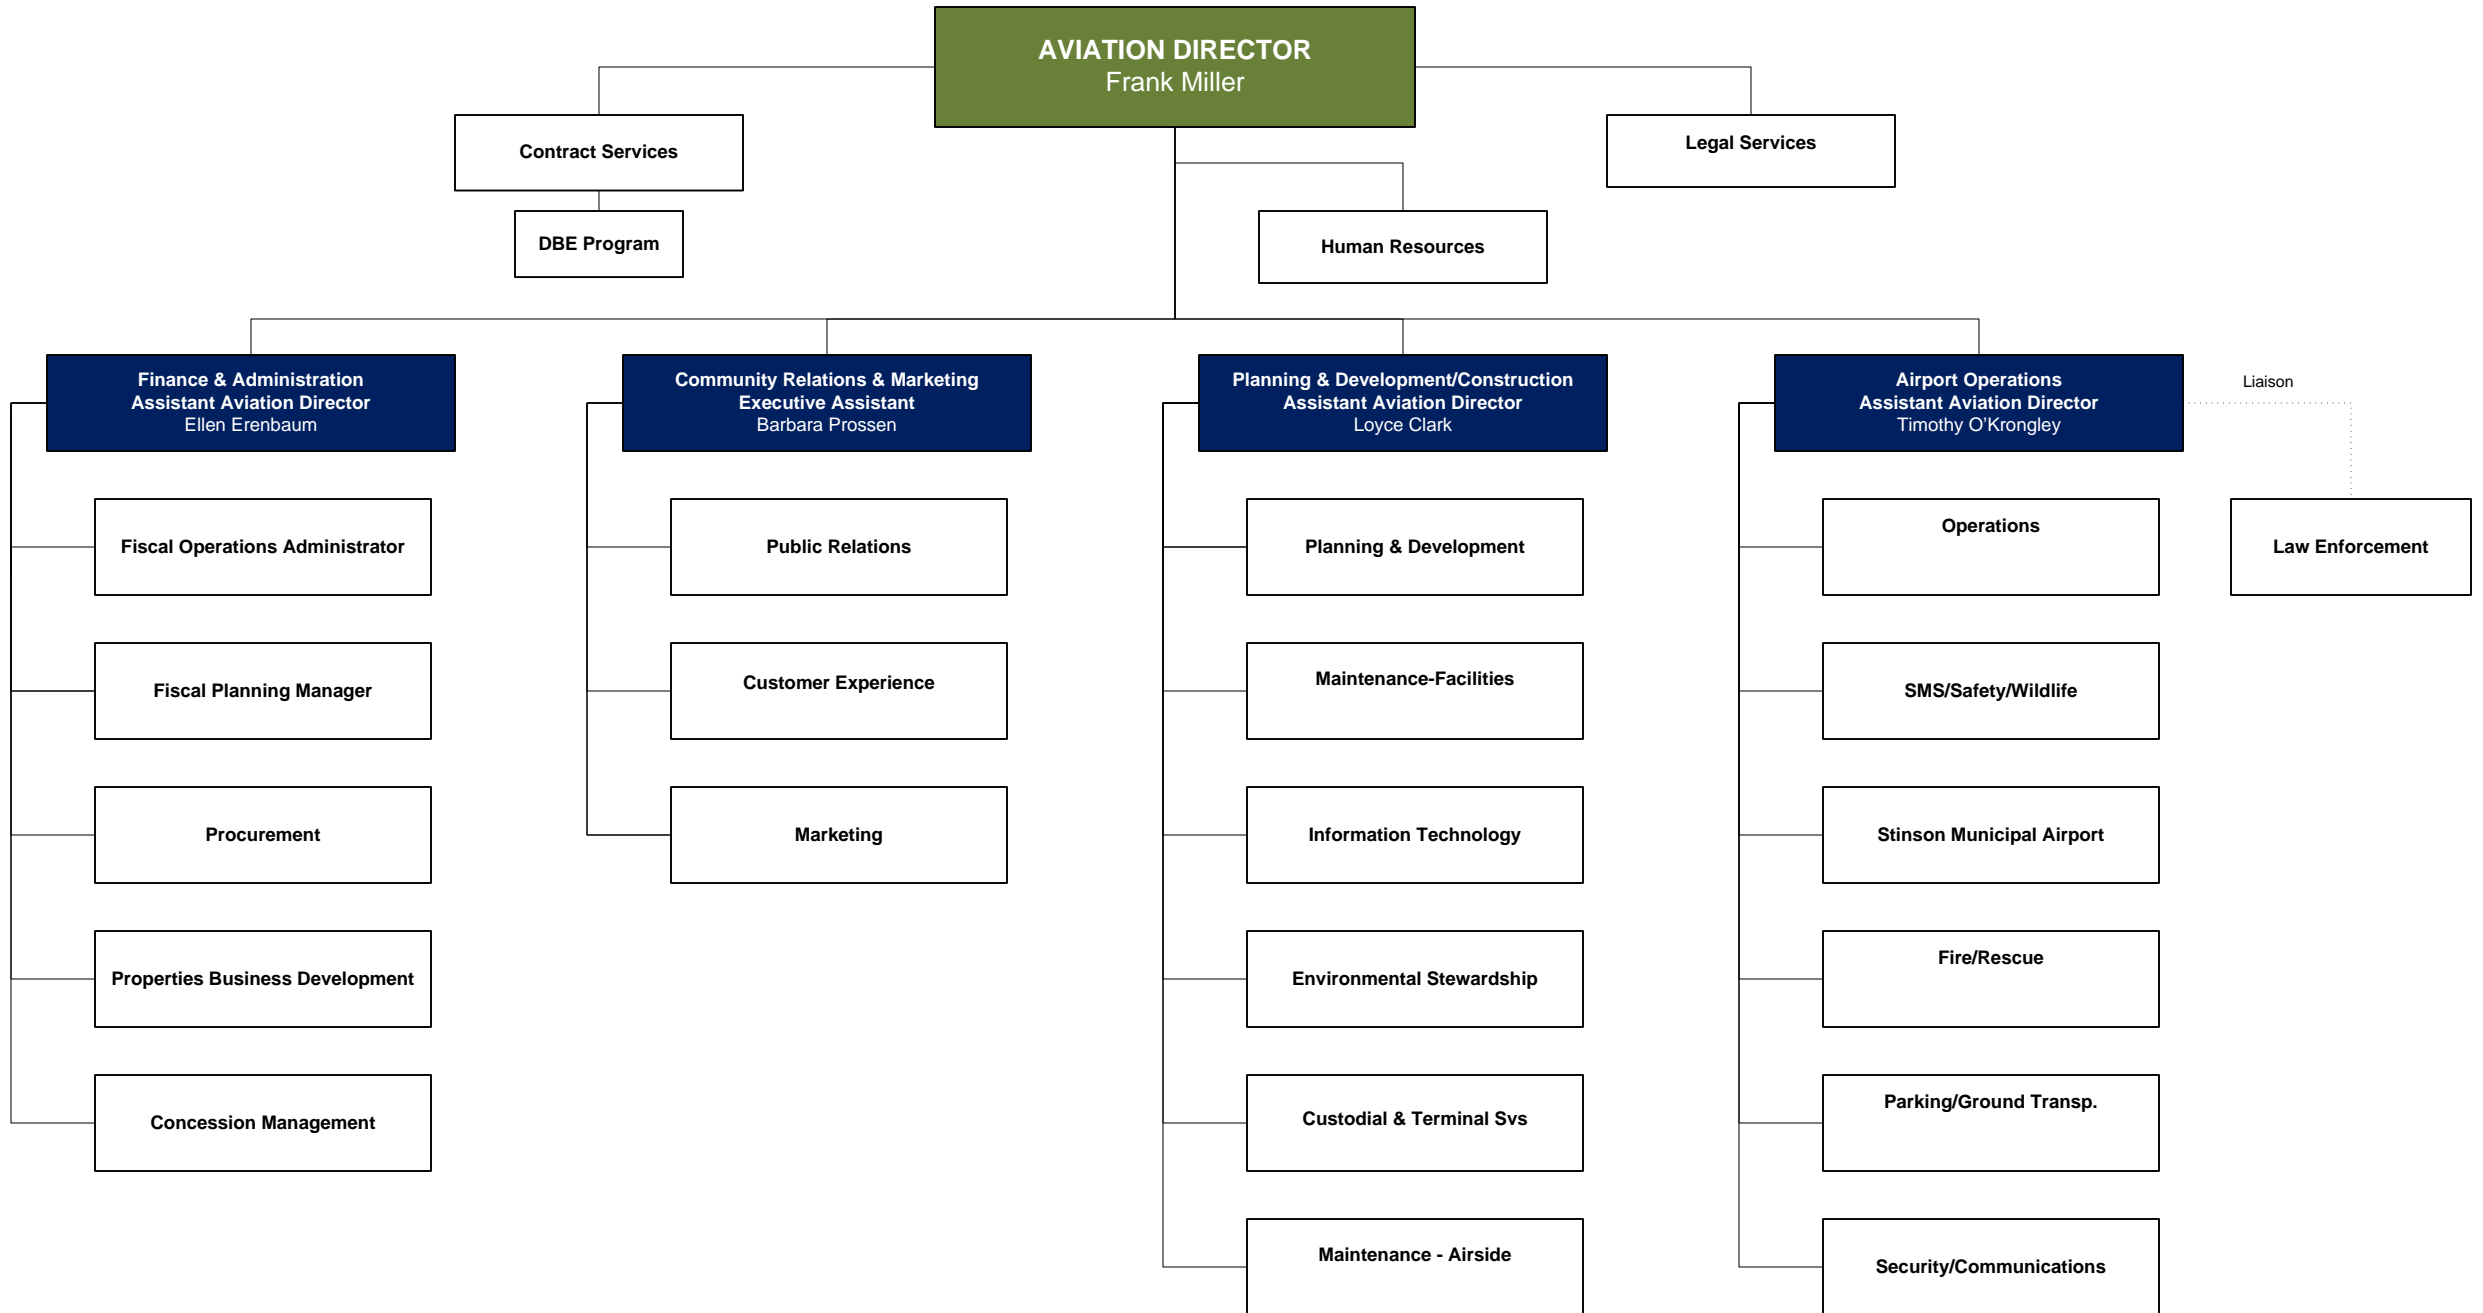 AVIATION DIRECTOR
Frank Miller
Contract Services
Legal Services
DBE Program
Human Resources
Finance & Administration
Assistant Aviation Director
Ellen Erenbaum
Community Relations & Marketing
Executive Assistant
Barbara Prossen
Planning & Development/Construction
Assistant Aviation Director
Loyce Clark
Airport Operations
Assistant Aviation Director
Timothy O’Krongley
Liaison
Fiscal Operations Administrator
Public Relations
Planning & Development
Operations
Law Enforcement
Fiscal Planning Manager
Customer Experience
Maintenance-Facilities
SMS/Safety/Wildlife
Procurement
Marketing
Information Technology
Stinson Municipal Airport
Properties Business Development
Environmental Stewardship
Fire/Rescue
Concession Management
Custodial & Terminal Svs
Parking/Ground Transp.
Maintenance - Airside
Security/Communications